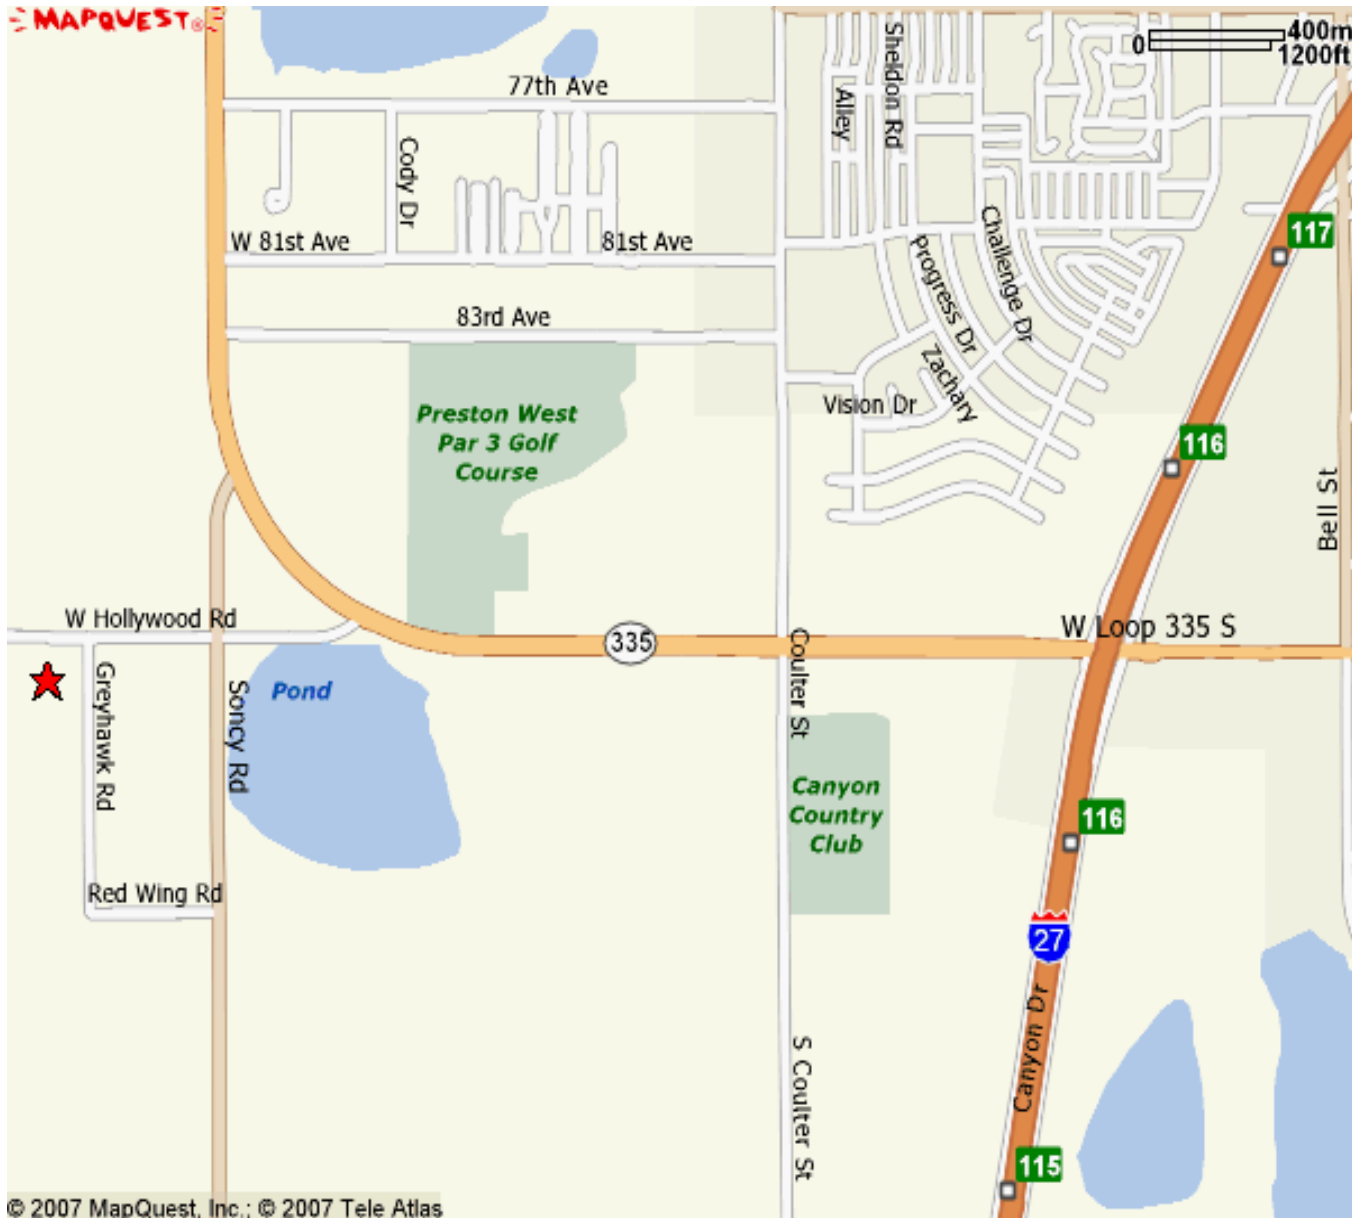 MAPQUEST®
400m
0
1200ft
77th Ave
Sheldon Rd
Alley
Cody Dr
W 81st Ave
81st Ave
Challenge Dr
117
Progress Dr
83rd Ave
Zachary
Vision Dr
Preston West
Par 3 Golf
Course
116
Bell St
W Hollywood Rd
335
W Loop 335 S
Coulter St
Greyhawk Rd
Soncy Rd
Pond
Canyon
Country
Club
116
Red Wing Rd
27
Canyon Dr
S Coulter St
115
© 2007 MapQuest, Inc.; © 2007 Tele Atlas